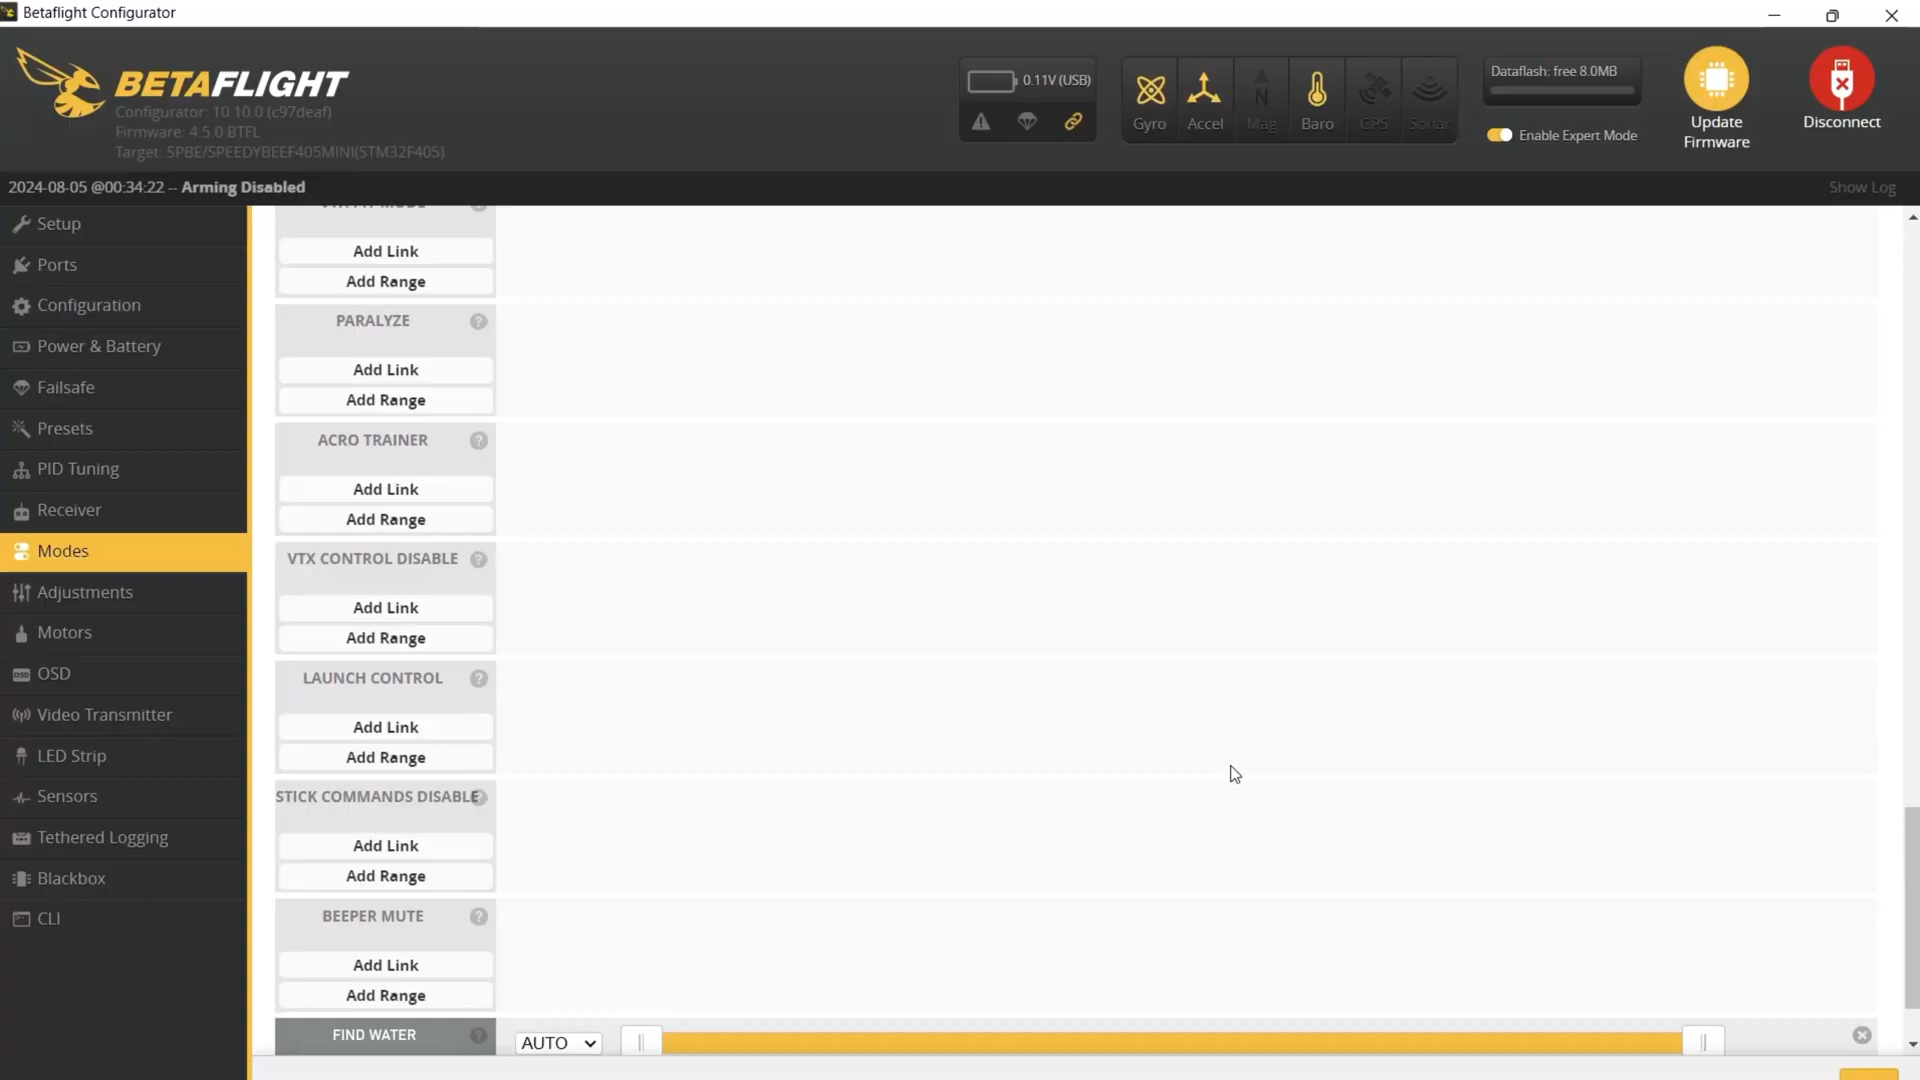 Betaflight Configurator
BETAFLIGHT
Configurator: 10.10.0 (c97deaf)
Firmware: 4.5.0 BTFL
Target: SPBE/SPEEDYBEEF405MINI(STM32F405)
0.11V (USB)
Gyro
Accel
Mag
Baro
GPS
Sonar
Dataflash: free 8.0MB
Enable Expert Mode
Update
Firmware
Disconnect
2024-08-05 @00:34:22 -- Arming Disabled
Show Log
Setup
Ports
Configuration
Power & Battery
Failsafe
Presets
PID Tuning
Receiver
Modes
Adjustments
Motors
OSD
Video Transmitter
LED Strip
Sensors
Tethered Logging
Blackbox
CLI
Add Link
Add Range
PARALYZE
Add Link
Add Range
ACRO TRAINER
Add Link
Add Range
VTX CONTROL DISABLE
Add Link
Add Range
LAUNCH CONTROL
Add Link
Add Range
STICK COMMANDS DISABLE
Add Link
Add Range
BEEPER MUTE
Add Link
Add Range
FIND WATER
AUTO